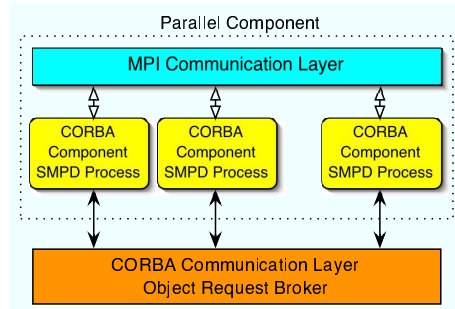 Parallel Component
MPI Communication Layer
CORBA
Component
SMPD Process
CORBA
Component
SMPD Process
CORBA
Component
SMPD Process
CORBA Communication Layer
Object Request Broker